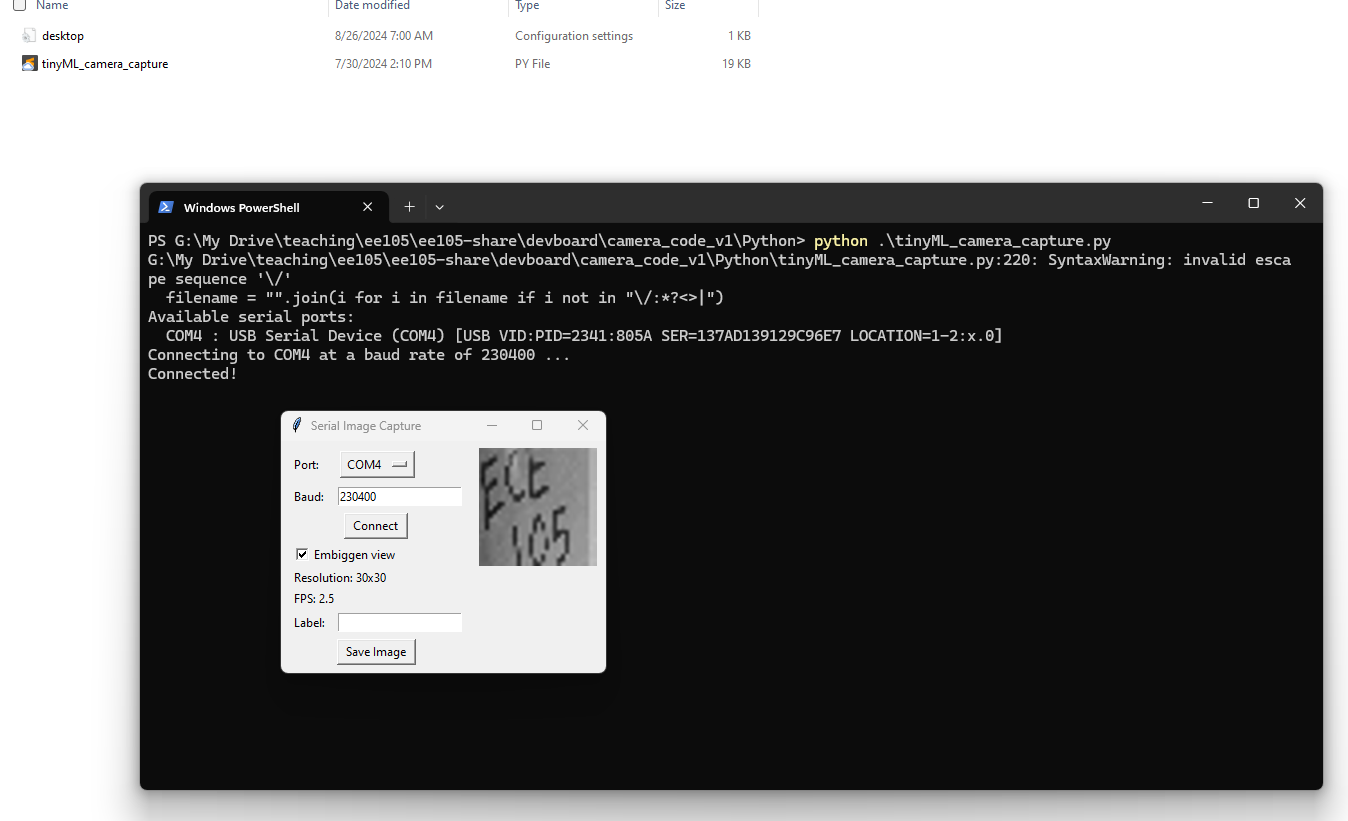 Name Date modified Type Size
desktop 8/26/2024 7:00 AM Configuration settings 1 KB
tinyML_camera_capture 7/30/2024 2:10 PM PY File 19 KB
Windows PowerShell
PS G:\My Drive\teaching\ee105\ee105-share\devboard\camera_code_v1\Python> python .\tinyML_camera_capture.py
G:\My Drive\teaching\ee105\ee105-share\devboard\camera_code_v1\Python\tinyML_camera_capture.py:220: SyntaxWarning: invalid esca
pe sequence '\/'
filename = "".join(i for i in filename if i not in "\/:*?<>|")
Available serial ports:
COM4 : USB Serial Device (COM4) [USB VID:PID=2341:805A SER=137AD139129C96E7 LOCATION=1-2:x.0]
Connecting to COM4 at a baud rate of 230400 ...
Connected!
Serial Image Capture
Port: COM4
Baud: 230400
Connect
Embiggen view
Resolution: 30x30
FPS: 2.5
Label:
Save Image
ECE
105